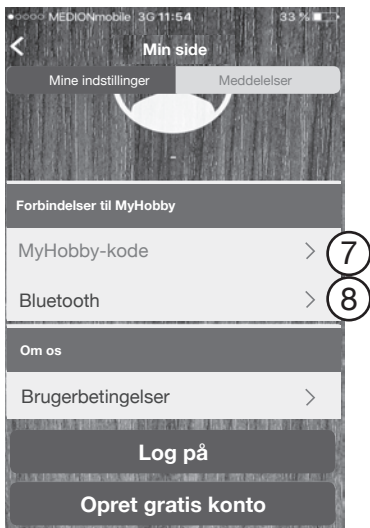 MEDIONmobile 3G 11:54 33 %
Min side
Mine indstillinger Meddelelser
-
Forbindelser til MyHobby
MyHobby-kode 7
Bluetooth 8
Om os
Brugerbetingelser
Log på
Opret gratis konto